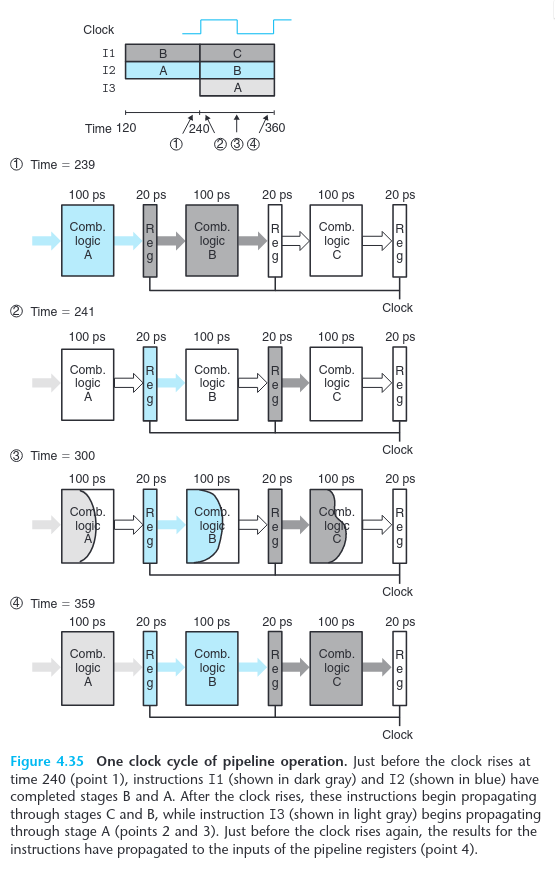 Clock
I1 B C
I2 A B
I3 A
Time 120 240 360
① ② ③ ④
① Time = 239
100 ps 20 ps 100 ps 20 ps 100 ps 20 ps
Comb. logic A Reg Comb. logic B Reg Comb. logic C Reg
Clock
② Time = 241
100 ps 20 ps 100 ps 20 ps 100 ps 20 ps
Comb. logic A Reg Comb. logic B Reg Comb. logic C Reg
Clock
③ Time = 300
100 ps 20 ps 100 ps 20 ps 100 ps 20 ps
Comb. logic A Reg Comb. logic B Reg Comb. logic C Reg
Clock
④ Time = 359
100 ps 20 ps 100 ps 20 ps 100 ps 20 ps
Comb. logic A Reg Comb. logic B Reg Comb. logic C Reg
Clock
Figure 4.35 One clock cycle of pipeline operation. Just before the clock rises at
time 240 (point 1), instructions I1 (shown in dark gray) and I2 (shown in blue) have
completed stages B and A. After the clock rises, these instructions begin propagating
through stages C and B, while instruction I3 (shown in light gray) begins propagating
through stage A (points 2 and 3). Just before the clock rises again, the results for the
instructions have propagated to the inputs of the pipeline registers (point 4).